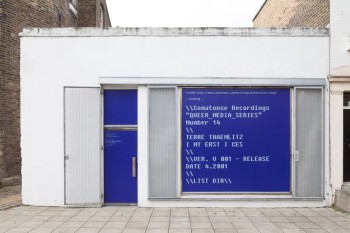 \\Comatonse Recordings
"QUEER_MEDIA_SERIES"
Number 14
\\
TERRE THAEMLITZ
I NT ERST I CES
\\
\\VER. V 001 - RELEASE
DATE 4.2001
\\
\\LIST DIR\\